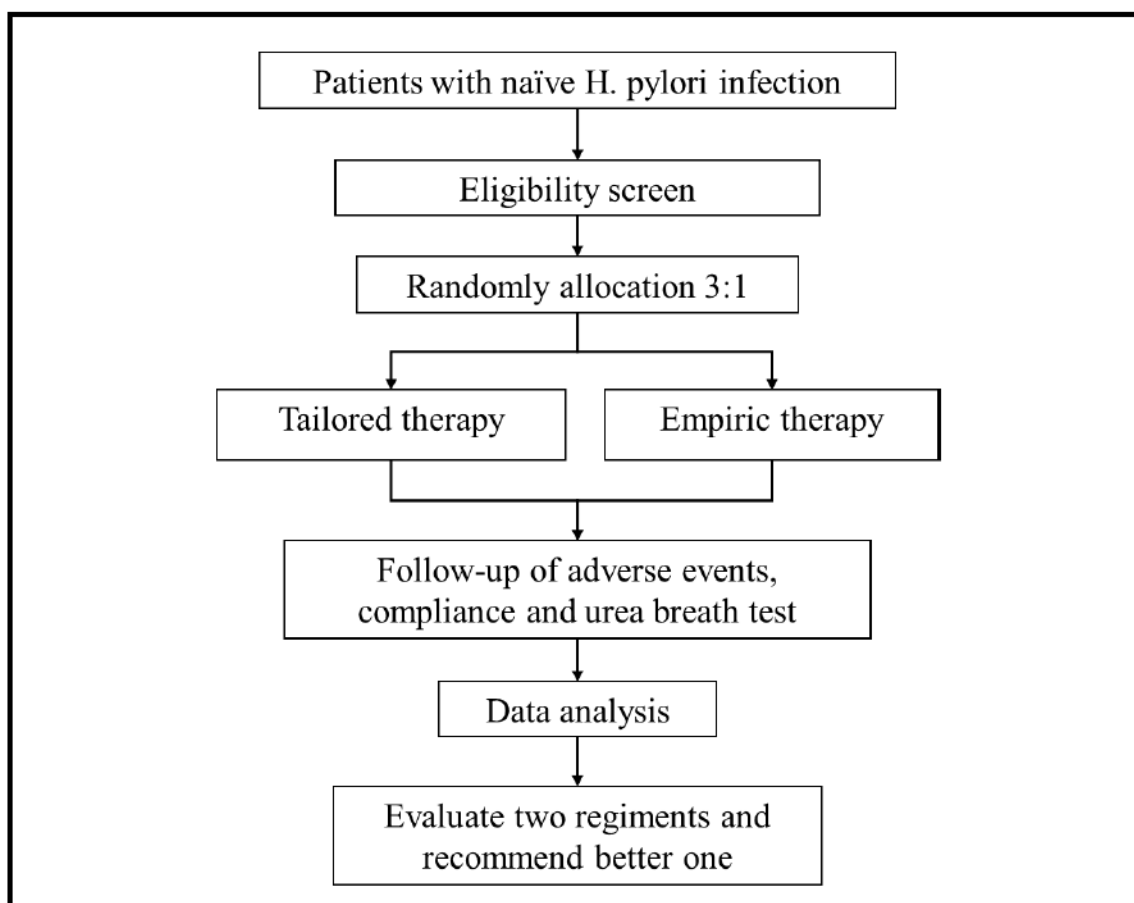 Patients with naïve H. pylori infection
Eligibility screen
Randomly allocation 3:1
Tailored therapy
Empiric therapy
Follow-up of adverse events,
compliance and urea breath test
Data analysis
Evaluate two regiments and
recommend better one